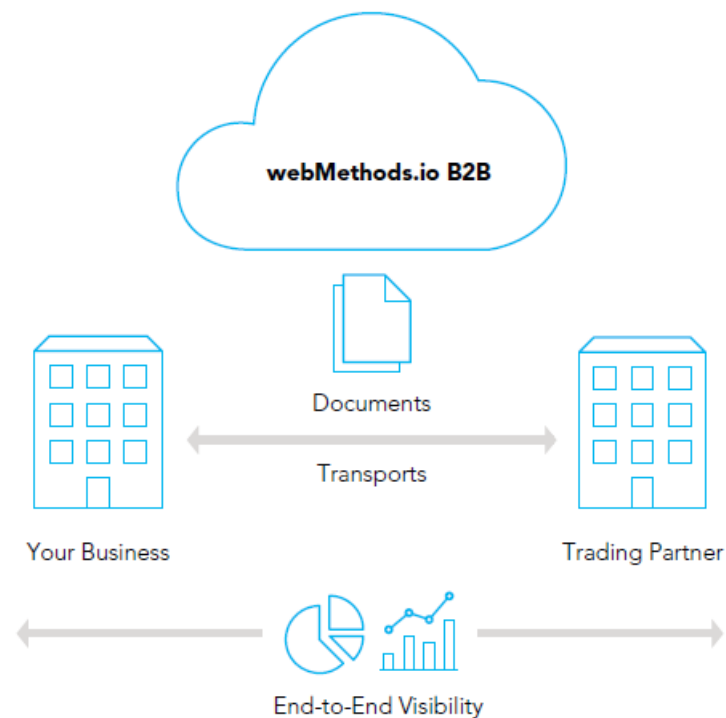 webMethods.io B2B
Documents
Transports
Your Business
Trading Partner
End-to-End Visibility